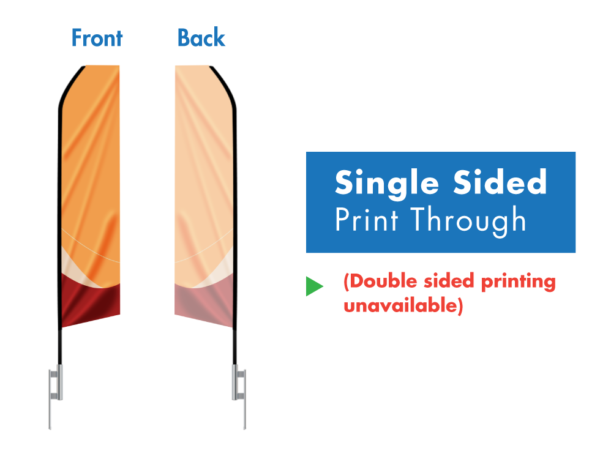 Front
Back
Single Sided
Print Through
(Double sided printing
unavailable)